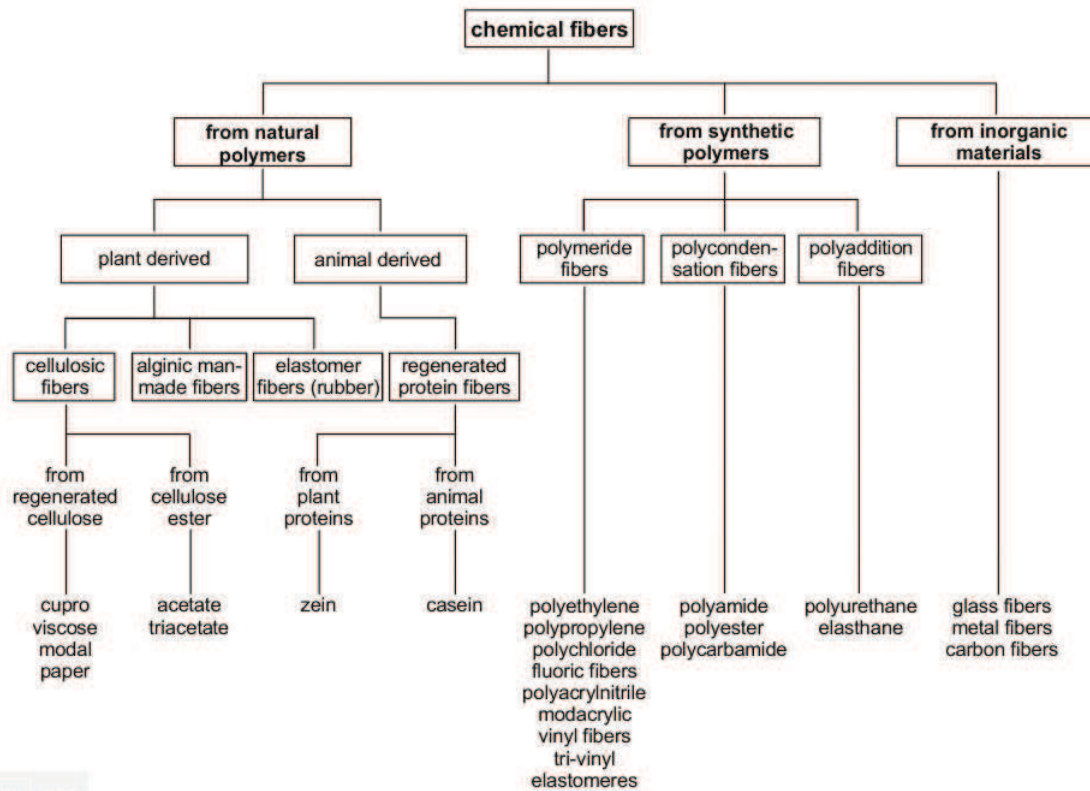 chemical fibers
from natural
polymers
from synthetic
polymers
from inorganic
materials
plant derived
animal derived
polymeride
fibers
polyconden-
sation fibers
polyaddition
fibers
cellulosic
fibers
alginic man-
made fibers
elastomer
fibers (rubber)
regenerated
protein fibers
from
regenerated
cellulose
from
cellulose
ester
from
plant
proteins
from
animal
proteins
cupro
viscose
modal
paper
acetate
triacetate
zein
casein
polyethylene
polypropylene
polychloride
fluoric fibers
polyacrylnitrile
modacrylic
vinyl fibers
tri-vinyl
elastomeres
polyamide
polyester
polycarbamide
polyurethane
elasthane
glass fibers
metal fibers
carbon fibers